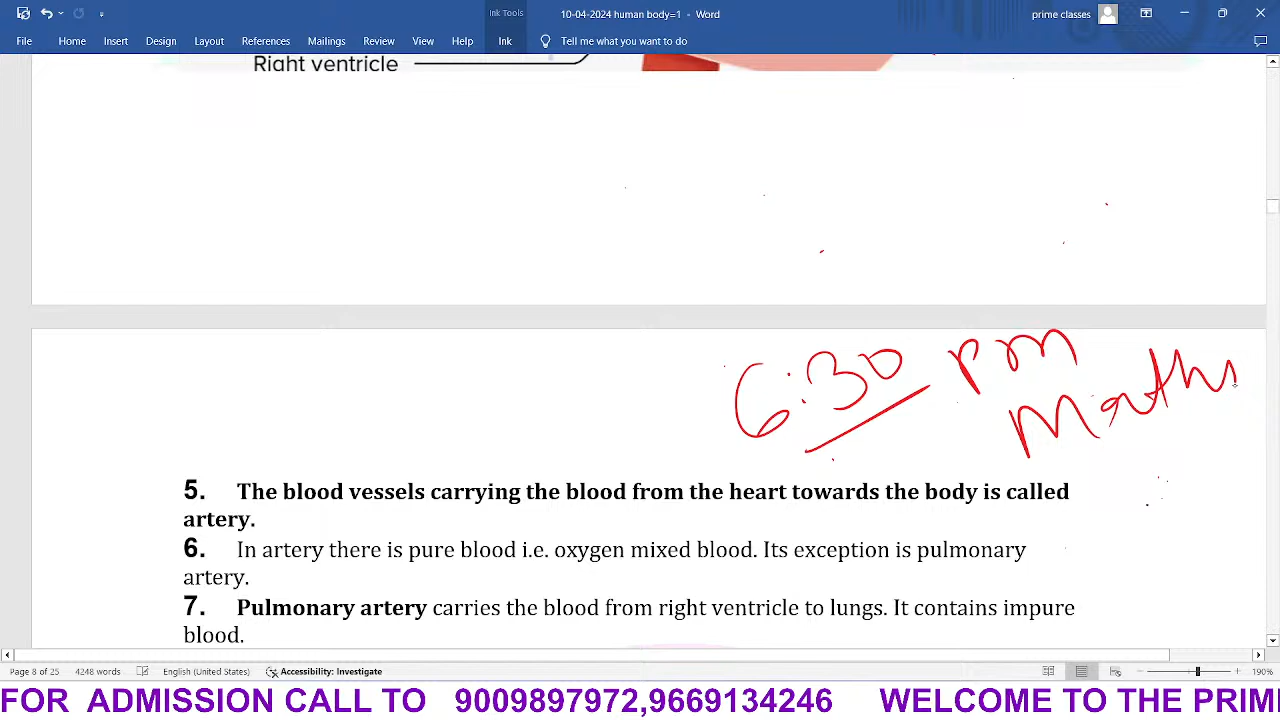 Ink Tools
10-04-2024 human body=1 - Word
prime classes
File Home Insert Design Layout References Mailings Review View Help Ink Tell me what you want to do
Right ventricle
6:30 pm
Maths
5. The blood vessels carrying the blood from the heart towards the body is called
artery.
6. In artery there is pure blood i.e. oxygen mixed blood. Its exception is pulmonary
artery.
7. Pulmonary artery carries the blood from right ventricle to lungs. It contains impure
blood.
Page 8 of 25 4248 words English (United States) Accessibility: Investigate 190%
FOR ADMISSION CALL TO 9009897972,9669134246 WELCOME TO THE PRIM